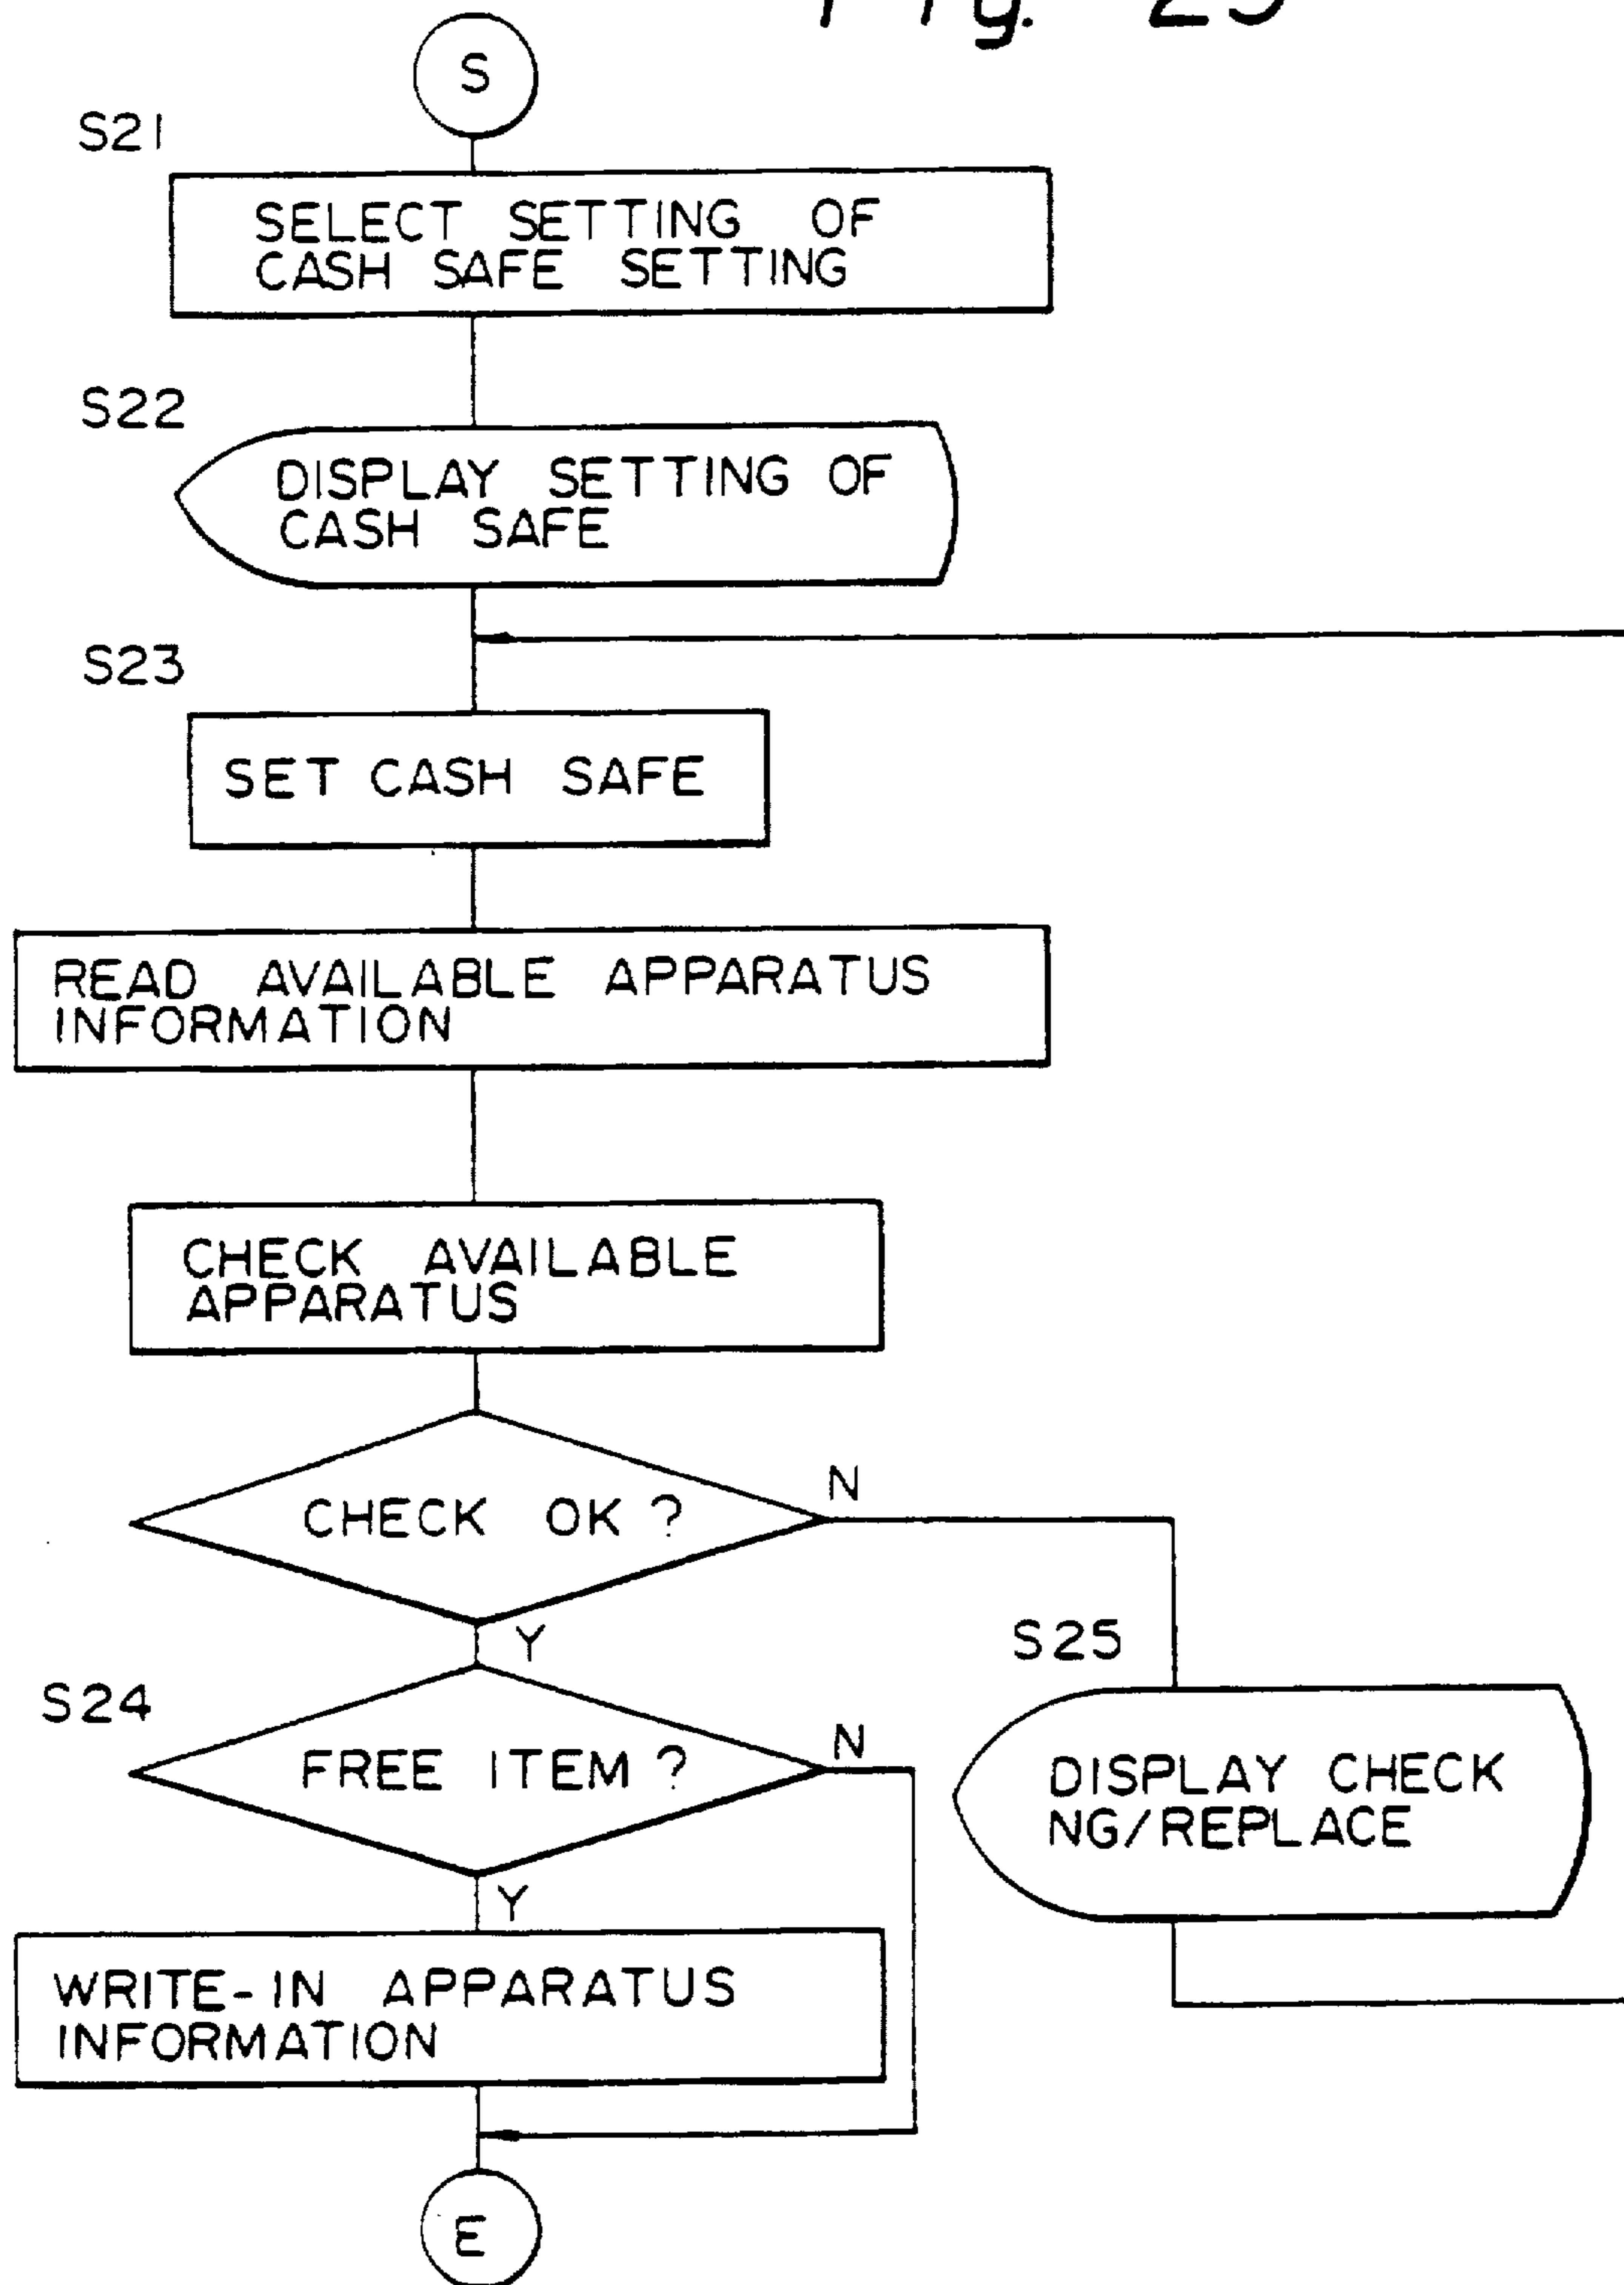 Fig. 25
S
S21
SELECT SETTING OF
CASH SAFE SETTING
S22
DISPLAY SETTING OF
CASH SAFE
S23
SET CASH SAFE
READ AVAILABLE APPARATUS
INFORMATION
CHECK AVAILABLE
APPARATUS
CHECK OK ?
N
Y
S25
S24
FREE ITEM ?
N
DISPLAY CHECK
NG/REPLACE
Y
WRITE-IN APPARATUS
INFORMATION
E